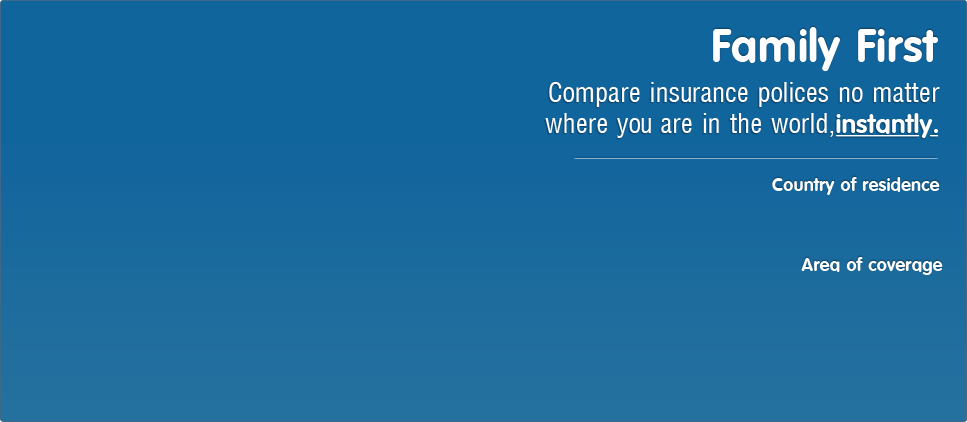 Family First
Compare insurance polices no matter
where you are in the world,instantly.
Country of residence
Area of coverage